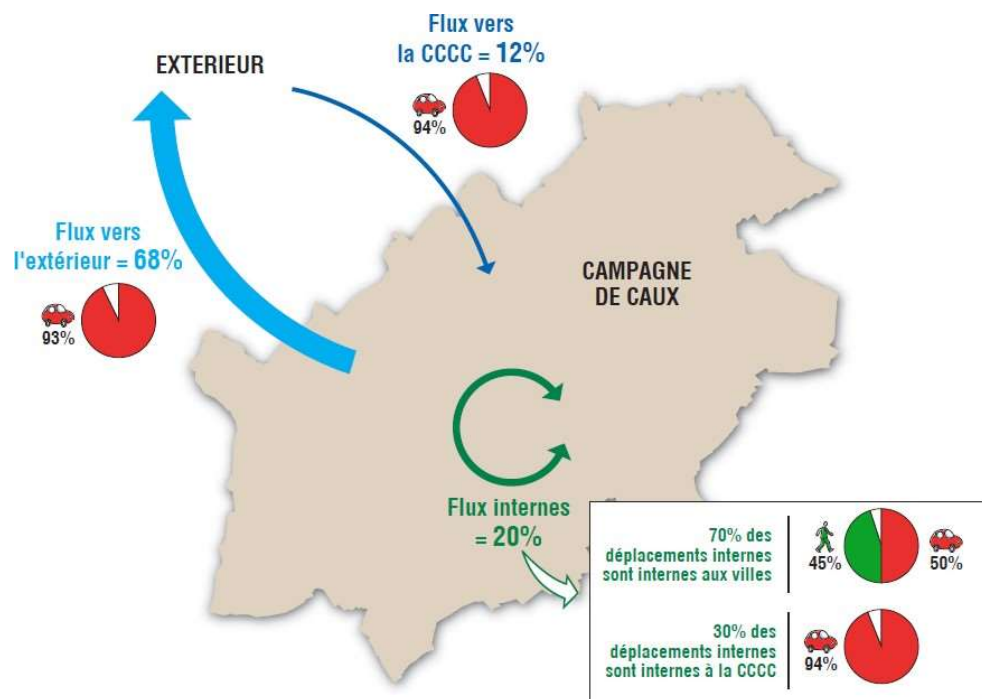 Flux vers
la CCCC = 12%
EXTERIEUR
94%
Flux vers
l'extérieur = 68%
93%
CAMPAGNE
DE CAUX
Flux internes
= 20%
70% des
déplacements internes
sont internes aux villes
45%
50%
30% des
déplacements internes
sont internes à la CCCC
94%